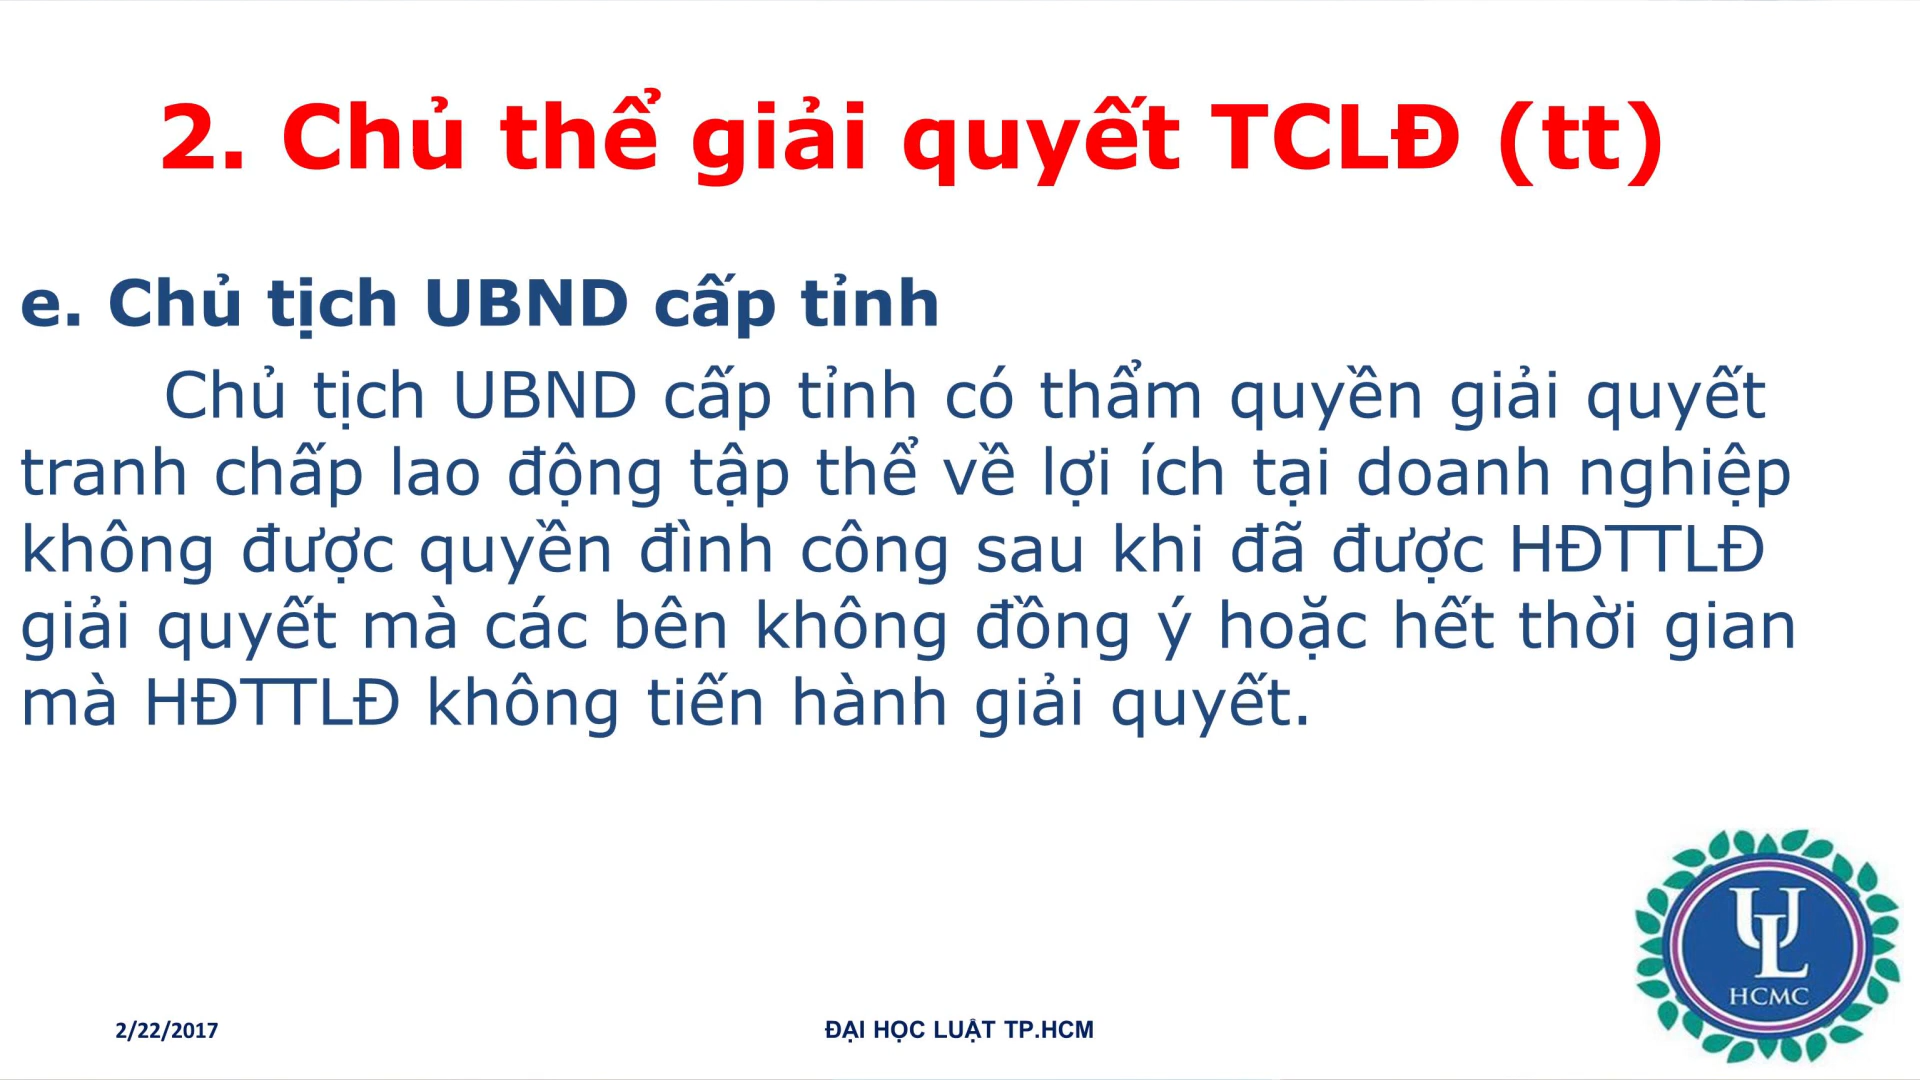 2. Chủ thể giải quyết TCLĐ (tt)
e. Chủ tịch UBND cấp tỉnh
Chủ tịch UBND cấp tỉnh có thẩm quyền giải quyết
tranh chấp lao động tập thể về lợi ích tại doanh nghiệp
không được quyền đình công sau khi đã được HĐTTLĐ
giải quyết mà các bên không đồng ý hoặc hết thời gian
mà HĐTTLĐ không tiến hành giải quyết.
UL
HCMC
2/22/2017
ĐẠI HỌC LUẬT TP.HCM